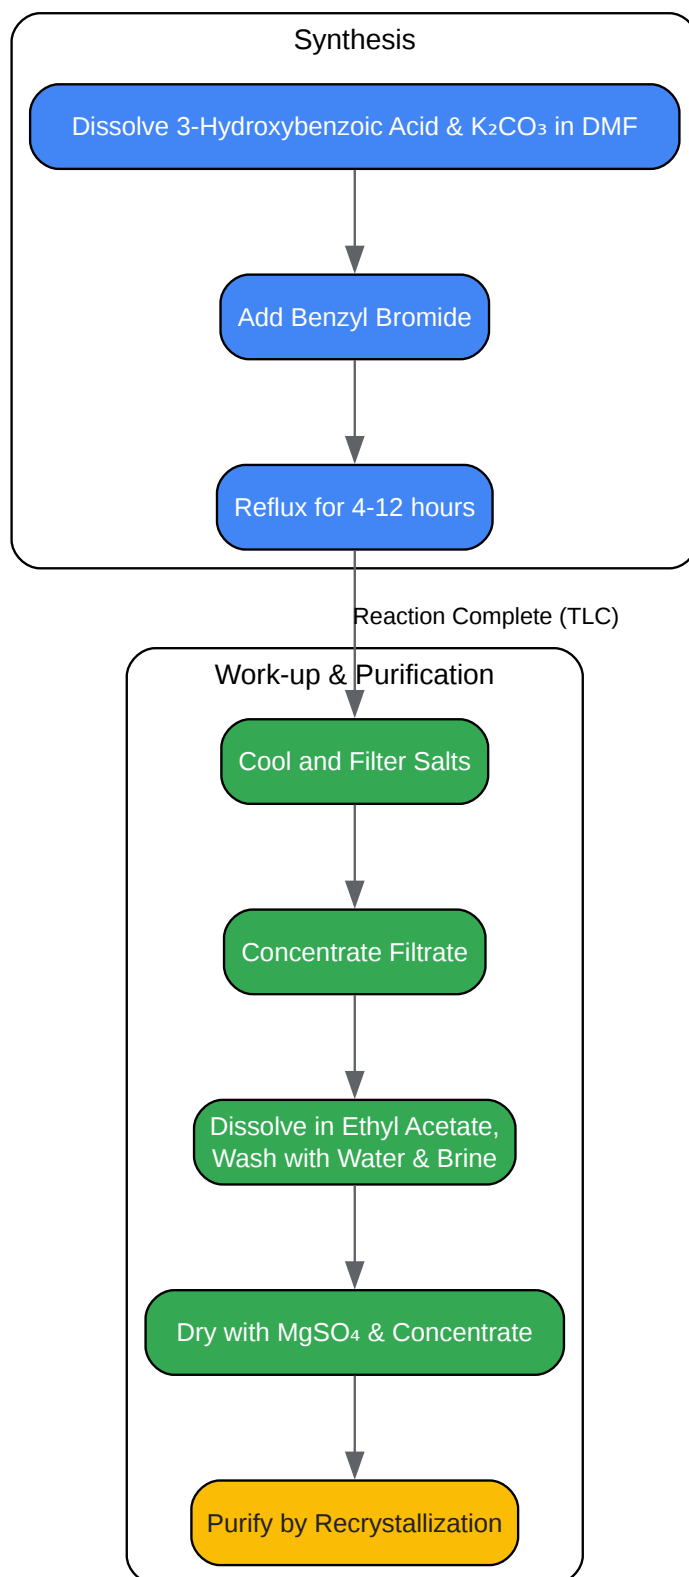 Synthesis
Dissolve 3-Hydroxybenzoic Acid & K₂CO₃ in DMF
Add Benzyl Bromide
Reflux for 4-12 hours
Reaction Complete (TLC)
Work-up & Purification
Cool and Filter Salts
Concentrate Filtrate
Dissolve in Ethyl Acetate,
Wash with Water & Brine
Dry with MgSO₄ & Concentrate
Purify by Recrystallization